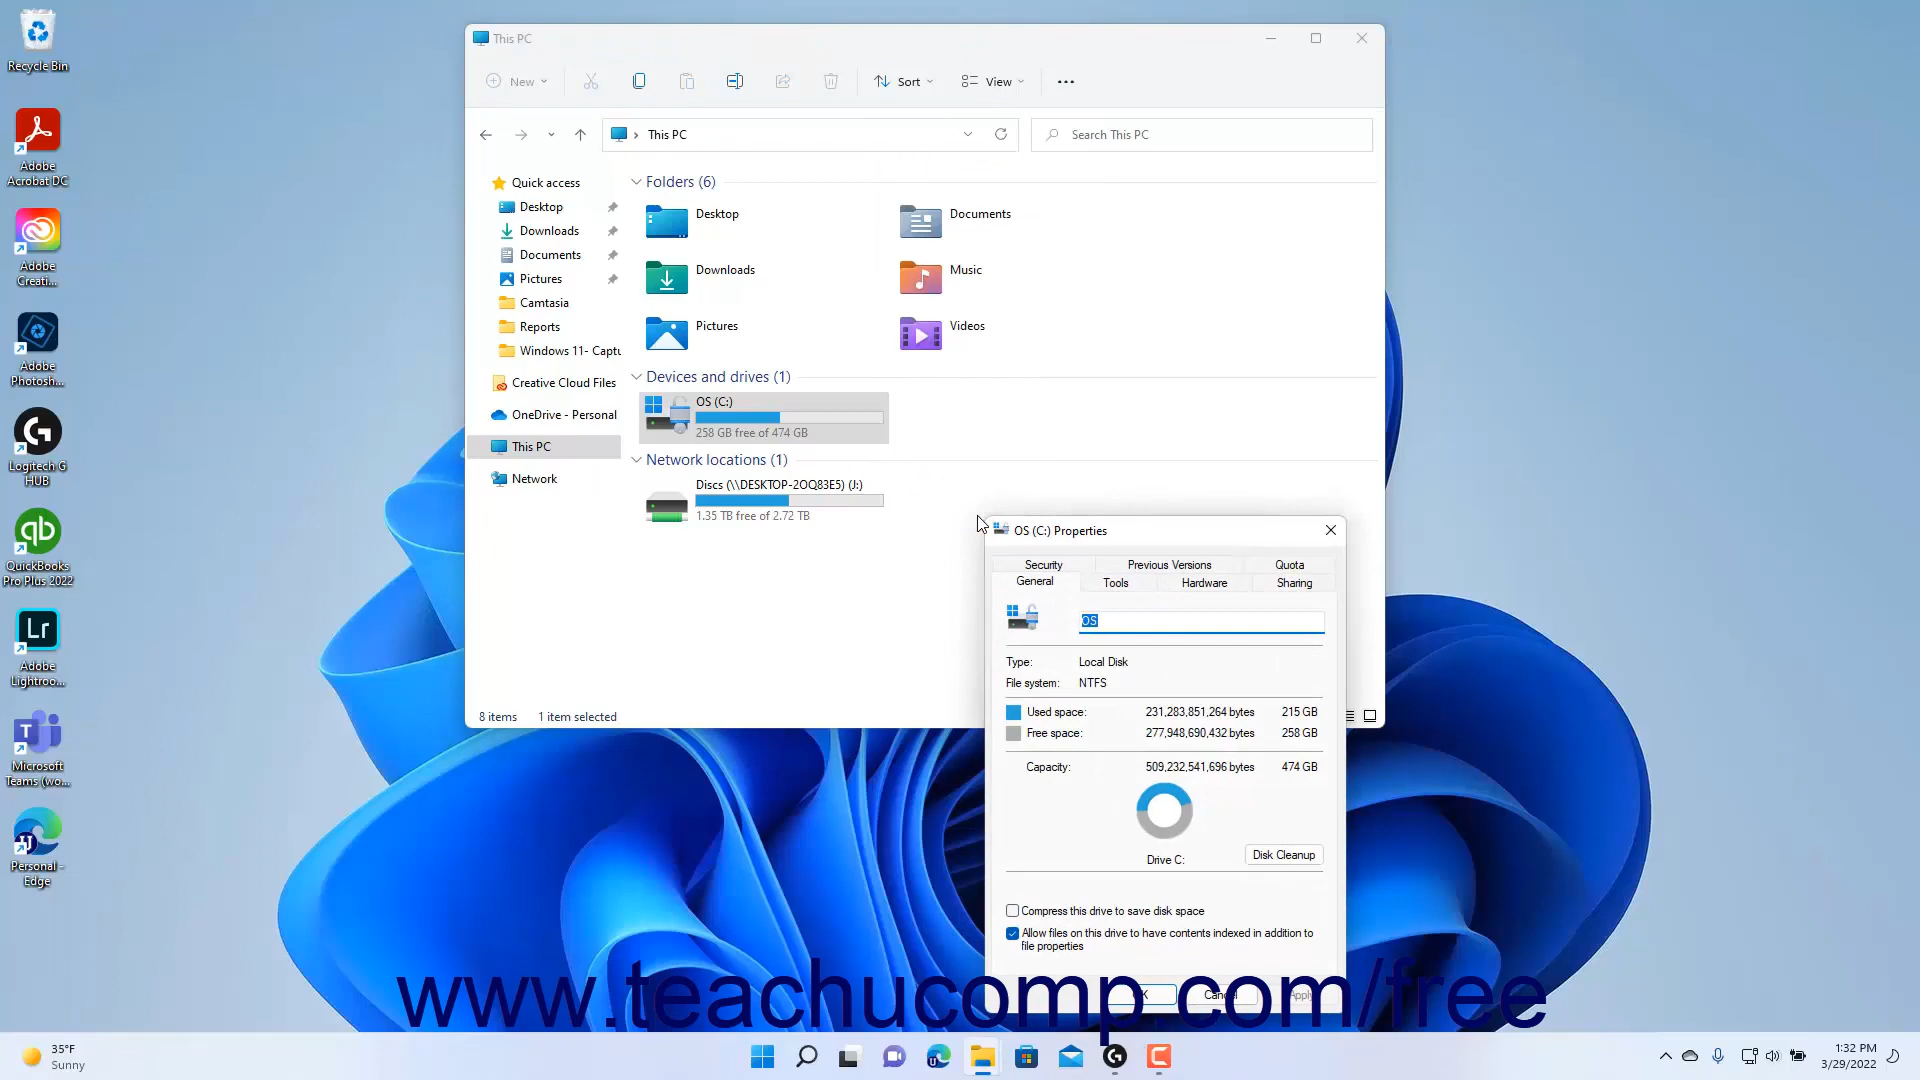 Recycle Bin
Adobe
Acrobat DC
Adobe
Creati...
Adobe
Photosh...
Logitech G
HUB
QuickBooks
Pro Plus 2022
Adobe
Lightroo...
Microsoft
Teams (wo...
Personal -
Edge
This PC
New
Sort
View
This PC
Search This PC
Quick access
Desktop
Downloads
Documents
Pictures
Camtasia
Reports
Windows 11- Captu
Creative Cloud Files
OneDrive - Personal
This PC
Network
Folders (6)
Desktop
Documents
Downloads
Music
Pictures
Videos
Devices and drives (1)
OS (C:)
258 GB free of 474 GB
Network locations (1)
Discs (\\DESKTOP-2OQ83E5) (J:)
1.35 TB free of 2.72 TB
8 items 1 item selected
OS (C:) Properties
Security Previous Versions Quota
General Tools Hardware Sharing
OS
Type: Local Disk
File system: NTFS
Used space: 231,283,851,264 bytes 215 GB
Free space: 277,948,690,432 bytes 258 GB
Capacity: 509,232,541,696 bytes 474 GB
Drive C:
Disk Cleanup
Compress this drive to save disk space
Allow files on this drive to have contents indexed in addition to
file properties
OK Cancel Apply
www.teachucomp.com/free
35°F
Sunny
1:32 PM
3/29/2022